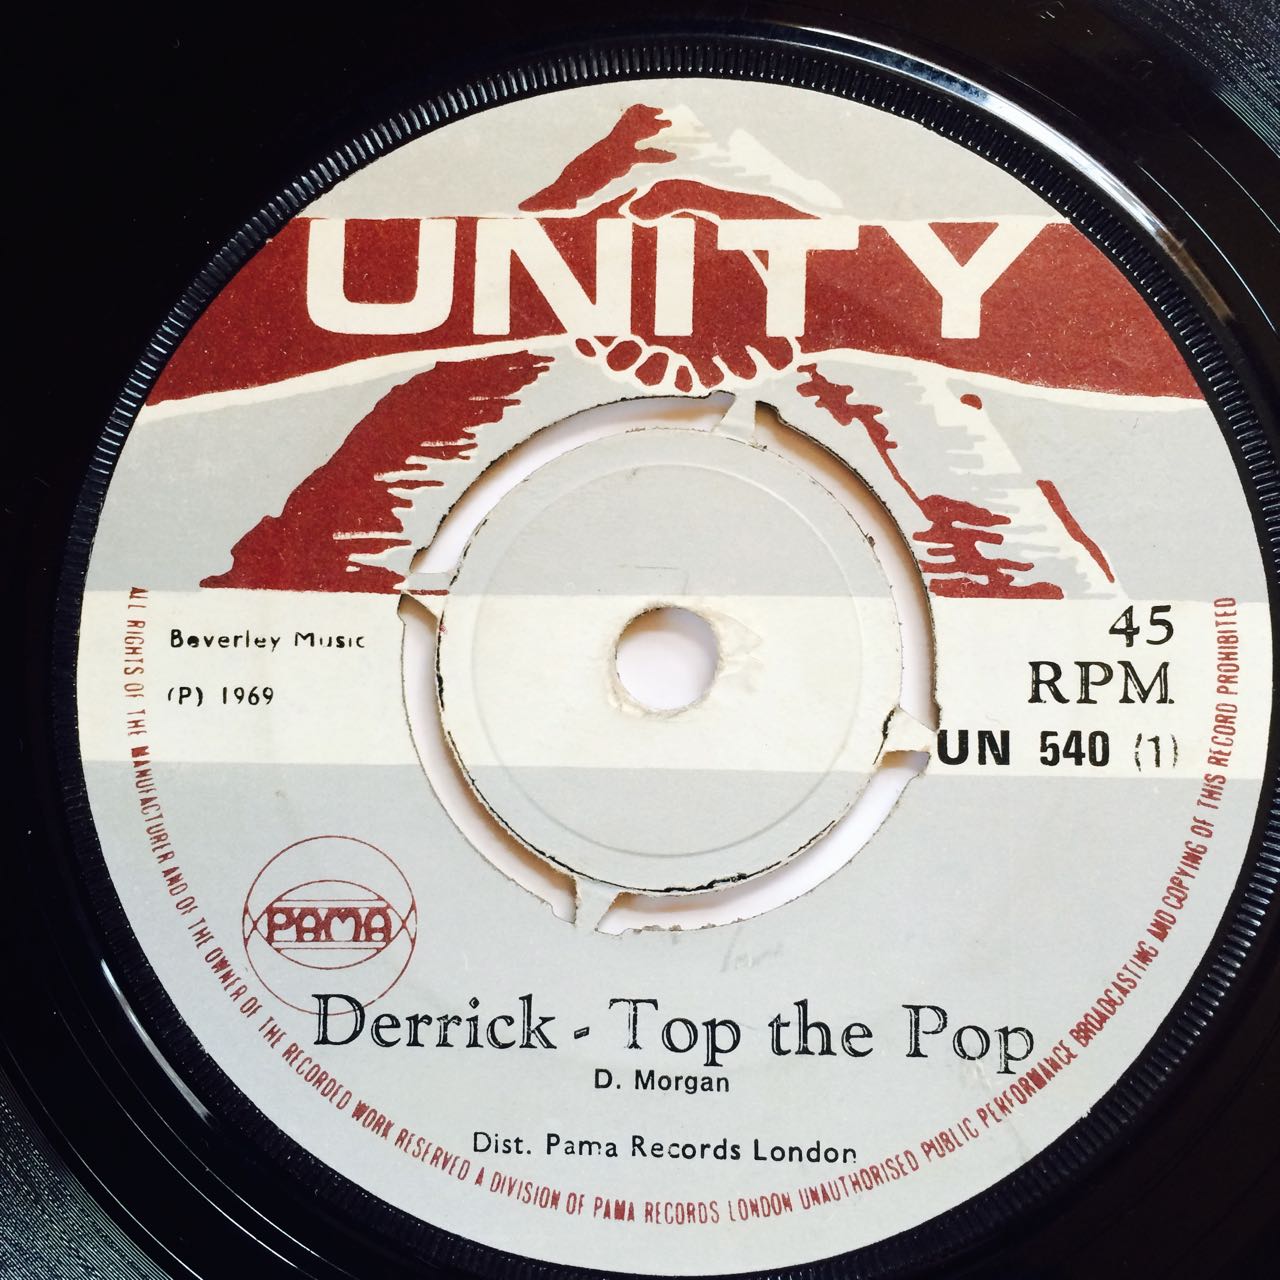 UNITY
Beverley Music
(P) 1969
45
RPM
UN 540 (1)
PAMA
Derrick - Top the Pop
D. Morgan
Dist. Pama Records London
ALL RIGHTS OF THE MANUFACTURER AND OF THE OWNER OF THE RECORDED WORK RESERVED A DIVISION OF PAMA RECORDS LONDON UNAUTHORISED PUBLIC PERFORMANCE BROADCASTING AND COPYING OF THIS RECORD PROHIBITED